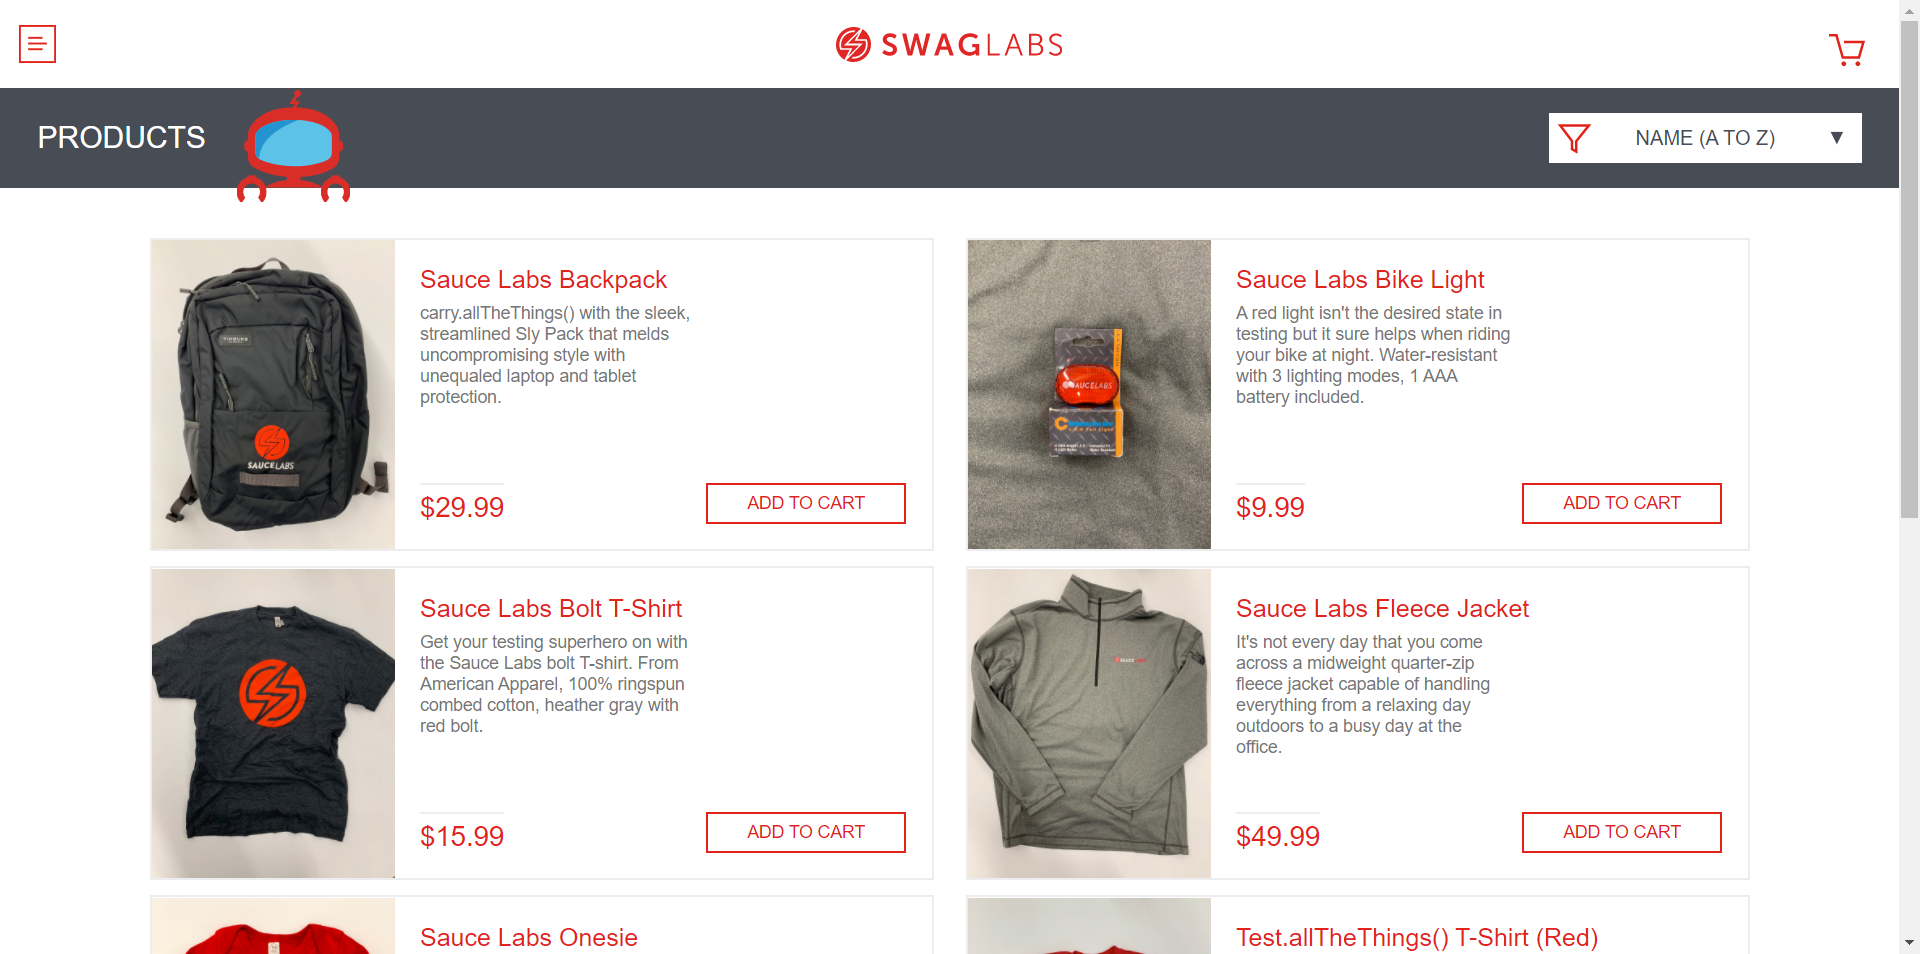 SWAGLABS
PRODUCTS
NAME (A TO Z)
Sauce Labs Backpack
carry.allTheThings() with the sleek,
streamlined Sly Pack that melds
uncompromising style with
unequaled laptop and tablet
protection.
$29.99
ADD TO CART
SAUCELABS
Sauce Labs Bike Light
A red light isn't the desired state in
testing but it sure helps when riding
your bike at night. Water-resistant
with 3 lighting modes, 1 AAA
battery included.
$9.99
ADD TO CART
SAUCELABS
Sauce Labs Bolt T-Shirt
Get your testing superhero on with
the Sauce Labs bolt T-shirt. From
American Apparel, 100% ringspun
combed cotton, heather gray with
red bolt.
$15.99
ADD TO CART
Sauce Labs Fleece Jacket
It's not every day that you come
across a midweight quarter-zip
fleece jacket capable of handling
everything from a relaxing day
outdoors to a busy day at the
office.
$49.99
ADD TO CART
Sauce Labs Onesie
Test.allTheThings() T-Shirt (Red)